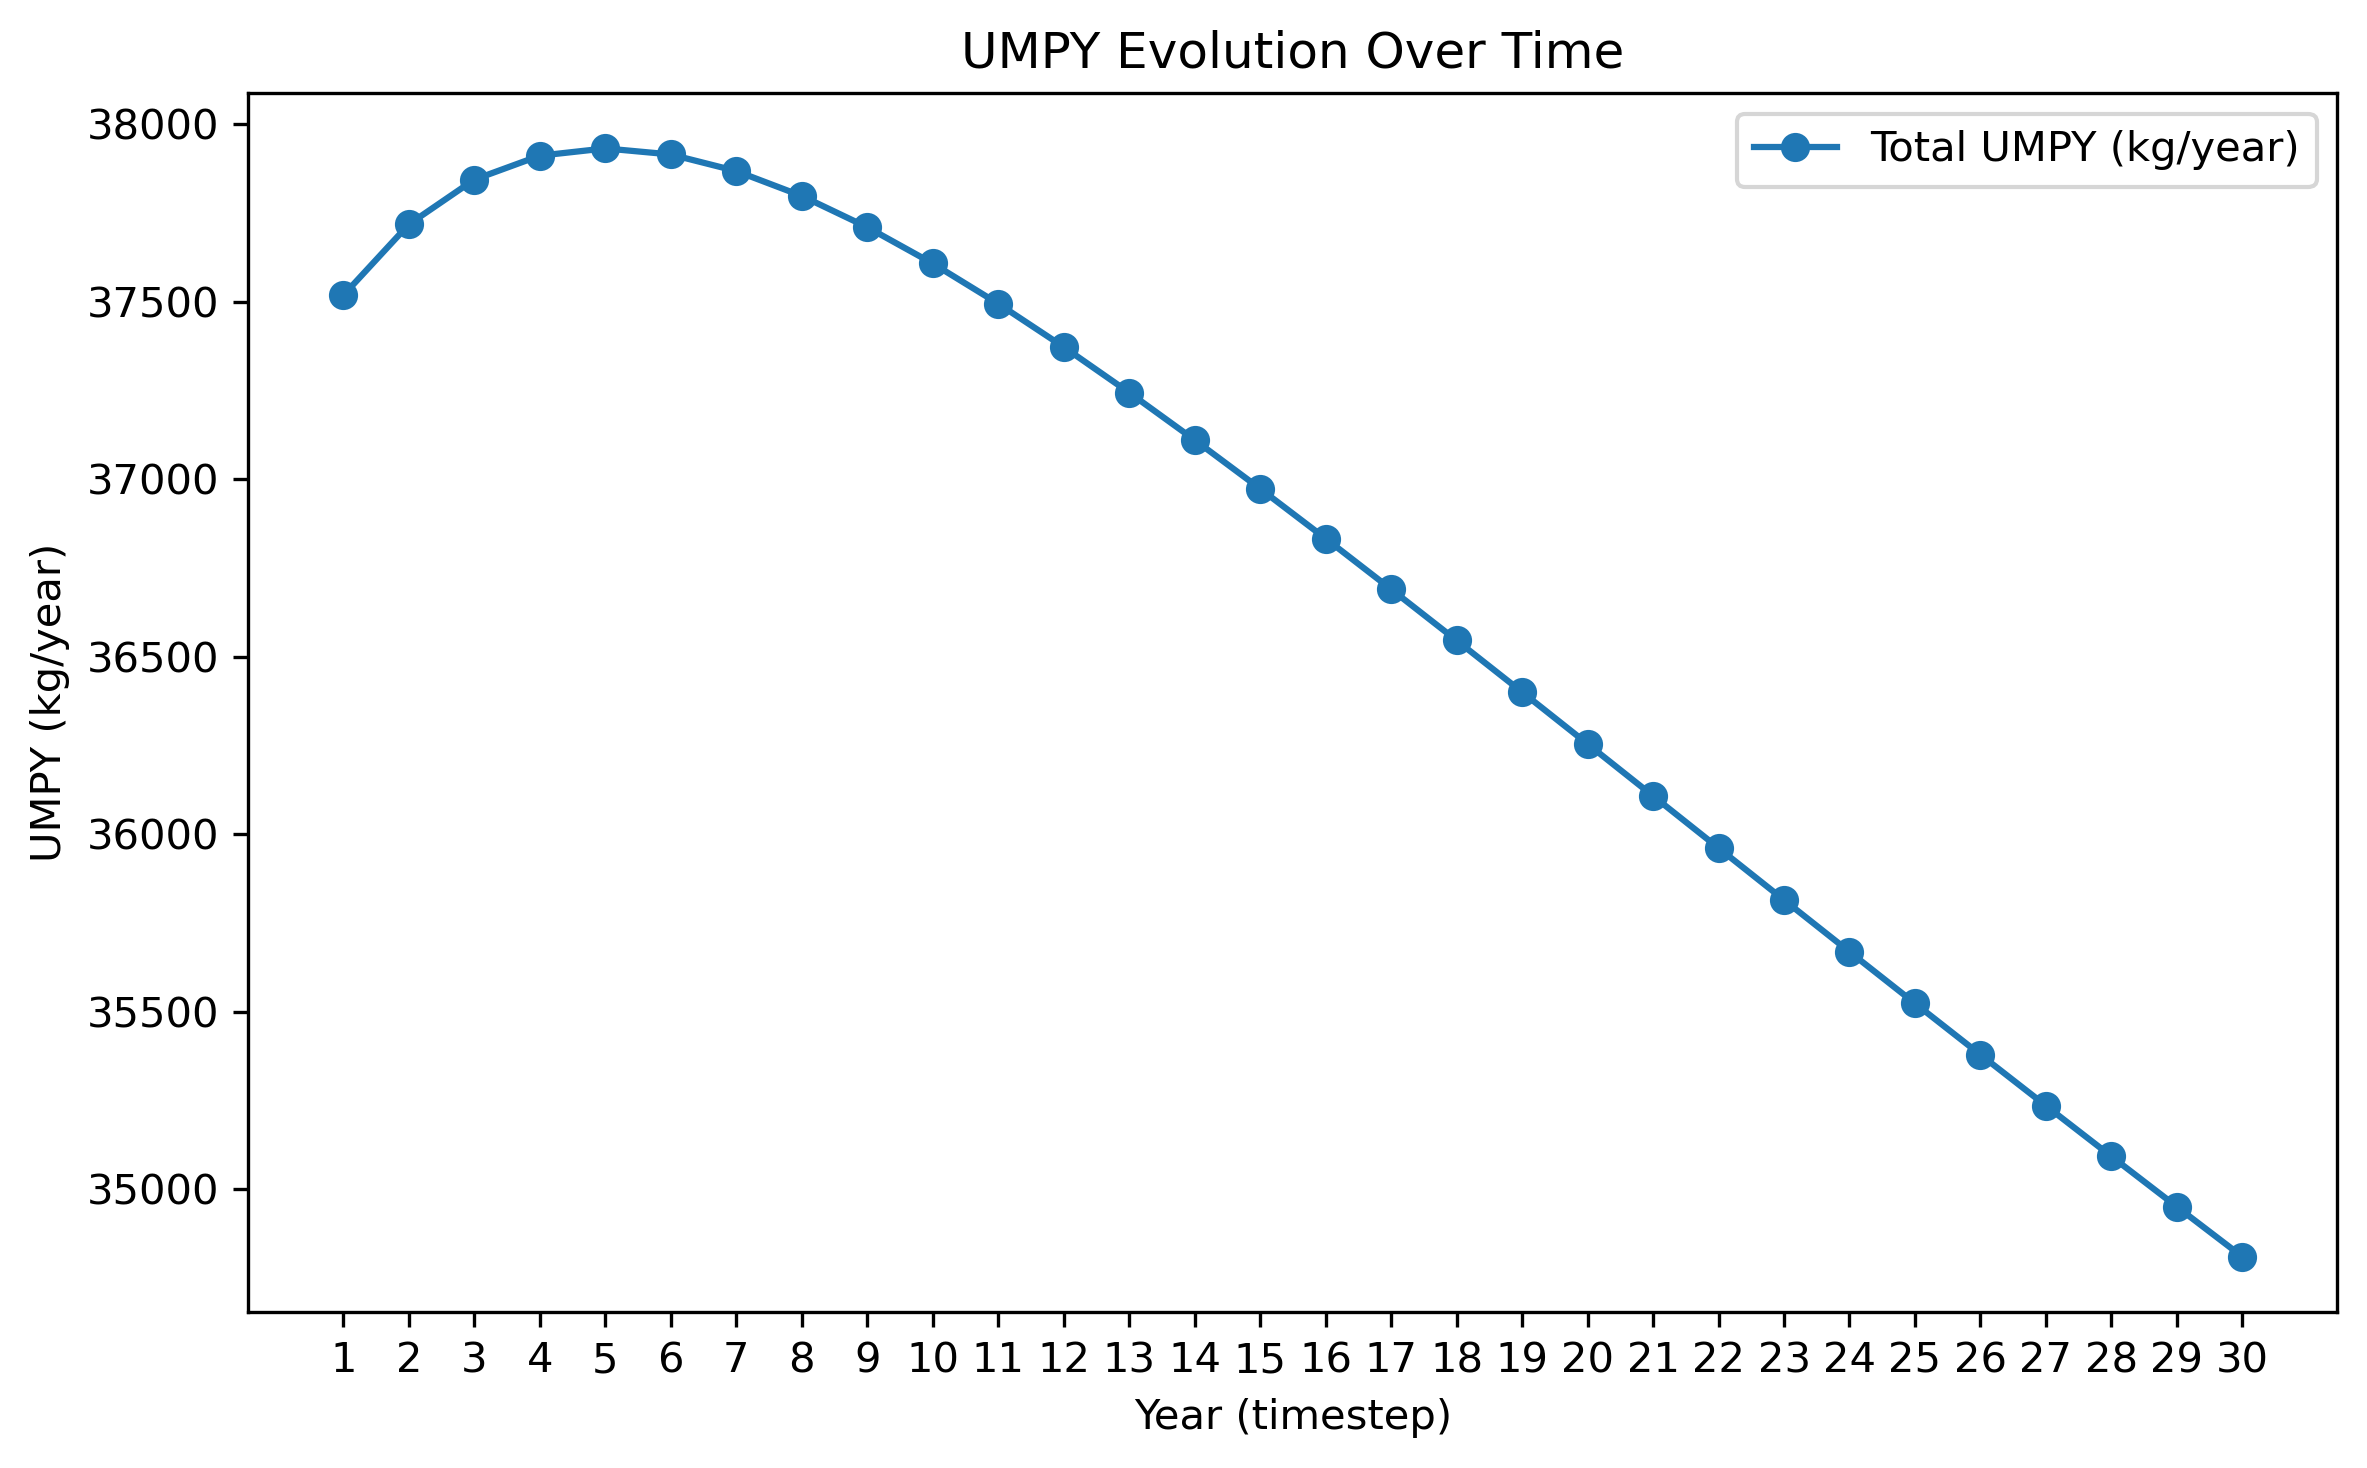 UMPY Evolution Over Time
Total UMPY (kg/year)
UMPY (kg/year)
38000
37500
37000
36500
36000
35500
35000
1 2 3 4 5 6 7 8 9 10 11 12 13 14 15 16 17 18 19 20 21 22 23 24 25 26 27 28 29 30
Year (timestep)